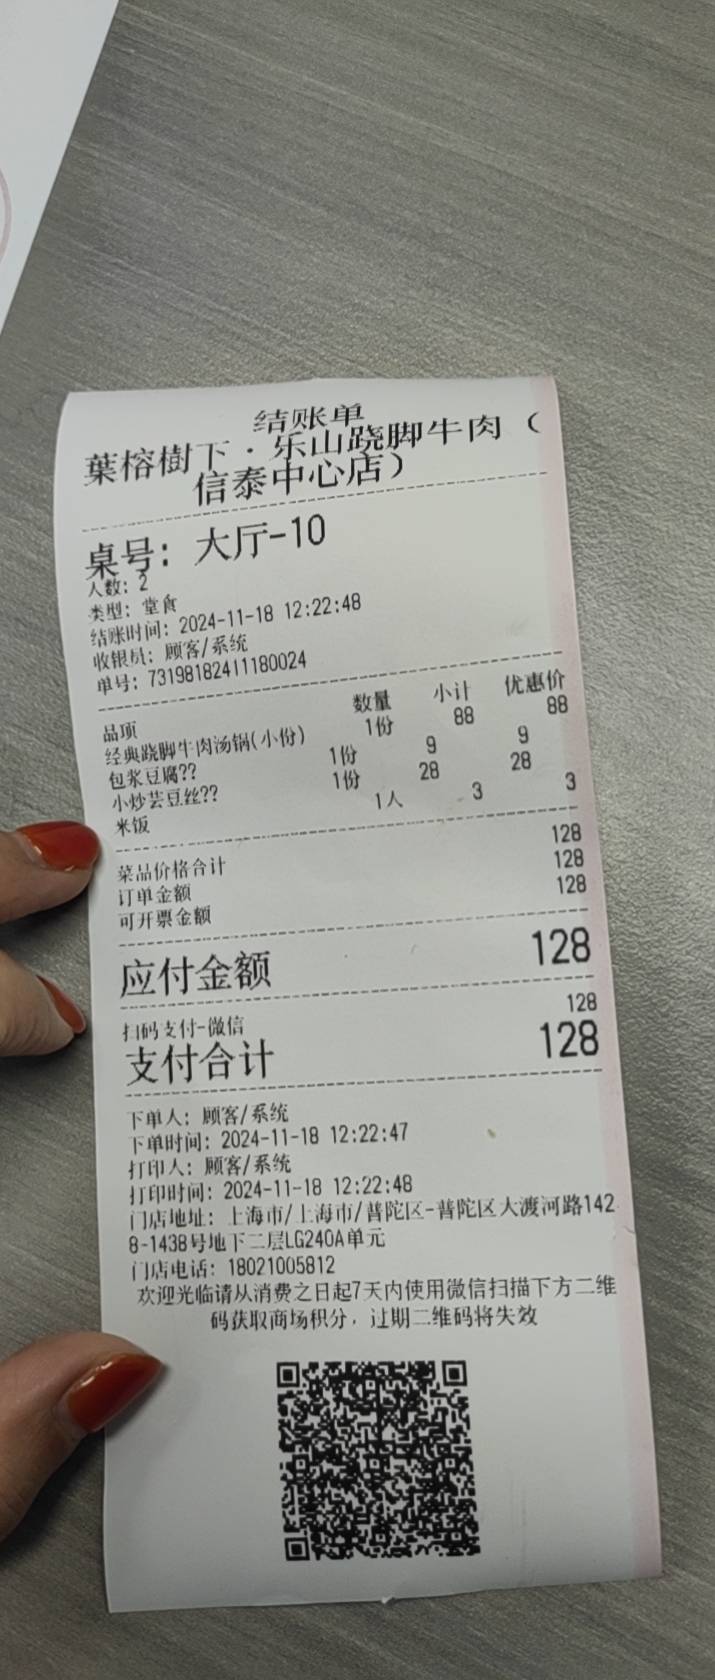 结账单
葉榕樹下·乐山跷脚牛肉(
信泰中心店)
桌号: 大厅-10
人数: 2
类型: 堂食
结账时间: 2024-11-18 12:22:48
收银员: 顾客/系统
单号: 73198182411180024
品项 数量 小计 优惠价
经典跷脚牛肉汤锅(小份) 1份 88 88
包浆豆腐?? 1份 9 9
小炒芸豆丝?? 1份 28 28
米饭 1人 3 3
菜品价格合计 128
订单金额 128
可开票金额 128
应付金额 128
扫码支付-微信 128
支付合计 128
下单人: 顾客/系统
下单时间: 2024-11-18 12:22:47
打印人: 顾客/系统
打印时间: 2024-11-18 12:22:48
门店地址: 上海市/上海市/普陀区-普陀区大渡河路142
8-1438号地下二层LG240A单元
门店电话: 18021005812
欢迎光临请从消费之日起7天内使用微信扫描下方二维
码获取商场积分，过期二维码将失效